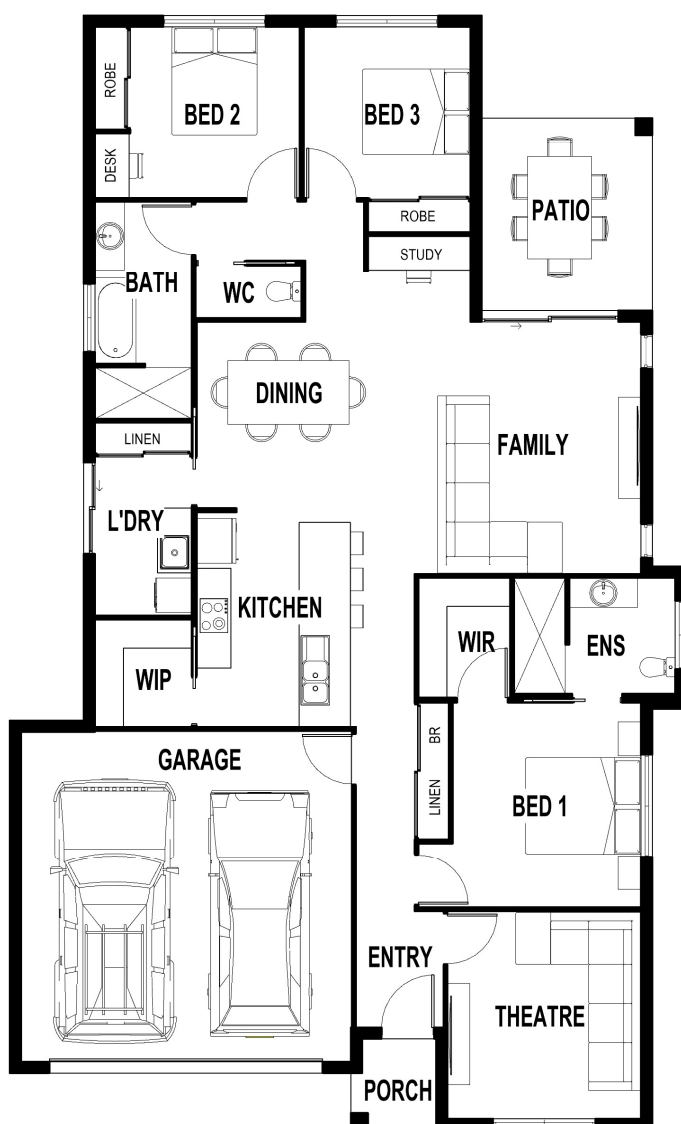 ROBE
BED 2
BED 3
DESK
ROBE
PATIO
STUDY
BATH
WC
DINING
LINEN
FAMILY
L'DRY
KITCHEN
WIR
ENS
WIP
BR
GARAGE
LINEN
BED 1
ENTRY
THEATRE
PORCH